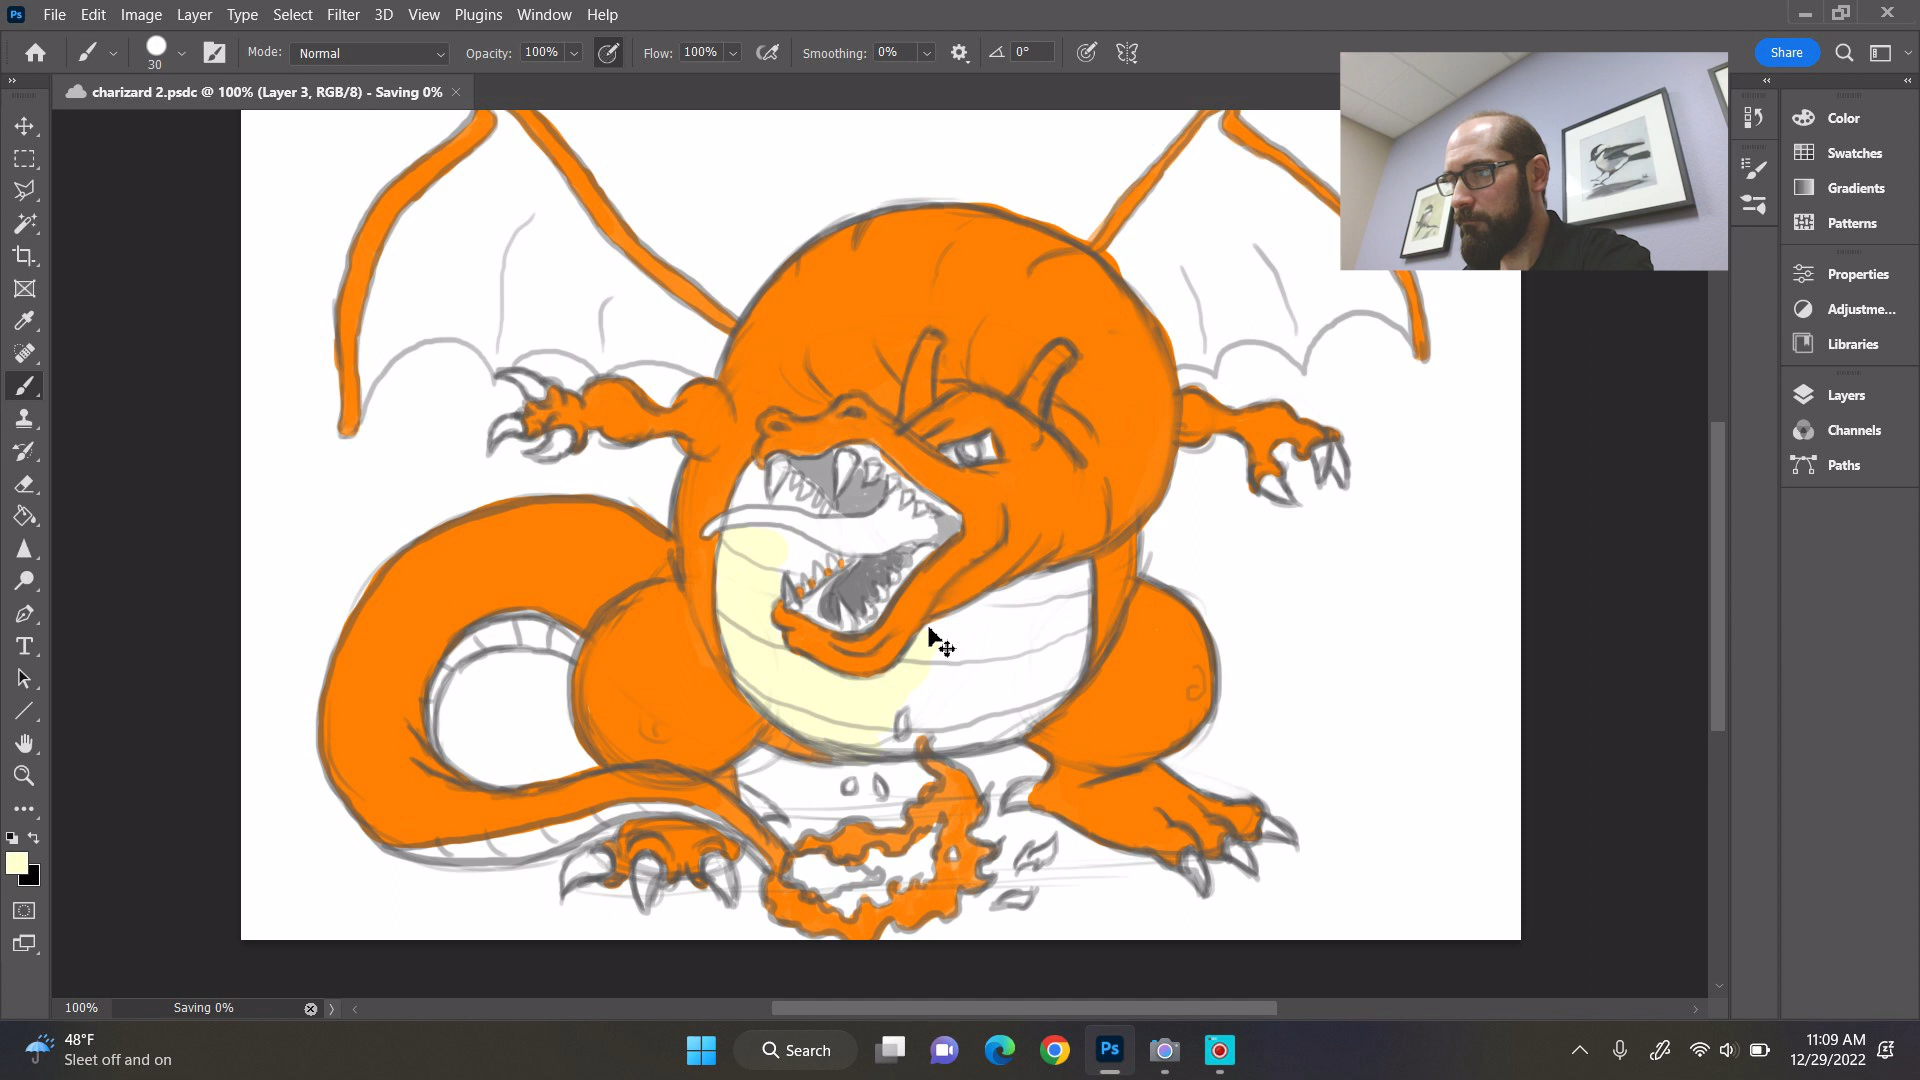 Ps File Edit Image Layer Type Select Filter 3D View Plugins Window Help
30 Mode: Normal Opacity: 100% Flow: 100% Smoothing: 0% 0° Share
charizard 2.psdc @ 100% (Layer 3, RGB/8) - Saving 0% ×
Color
Swatches
Gradients
Patterns
Properties
Adjustme...
Libraries
Layers
Channels
Paths
T
100% Saving 0%
48°F
Sleet off and on
Search
Ps
11:09 AM
12/29/2022